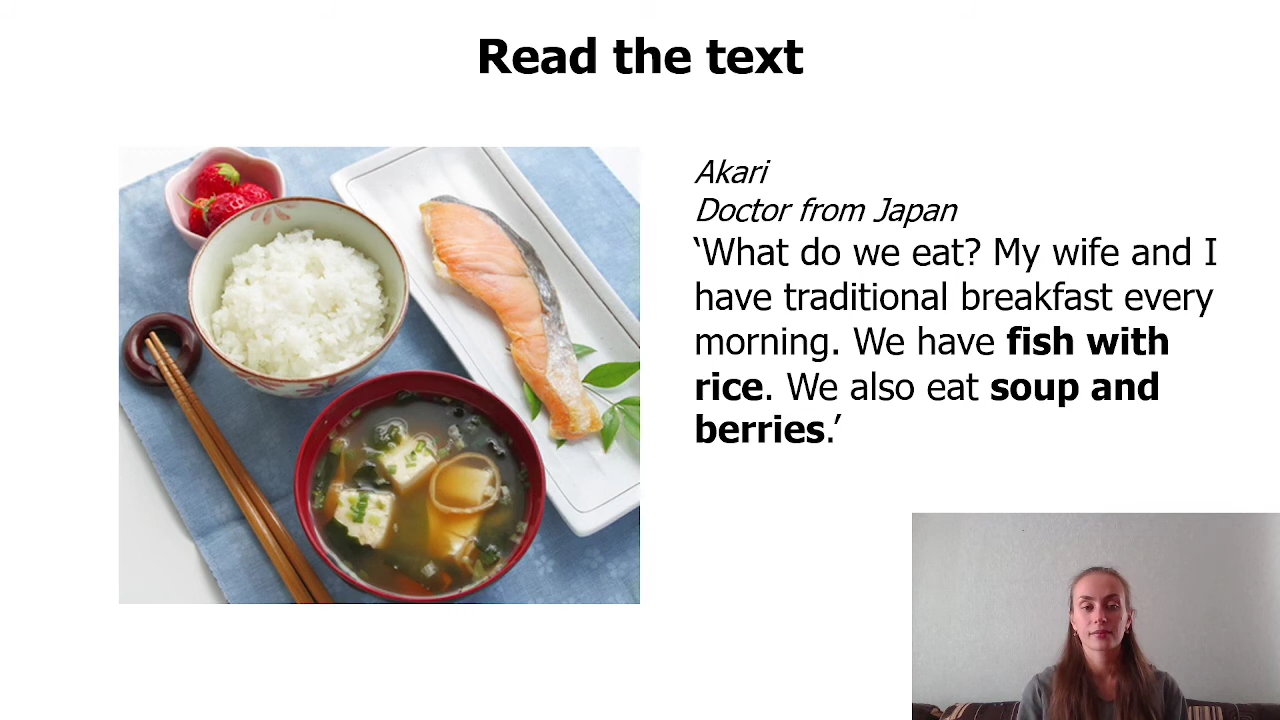 Read the text
Akari
Doctor from Japan
‘What do we eat? My wife and I
have traditional breakfast every
morning. We have fish with
rice. We also eat soup and
berries.’